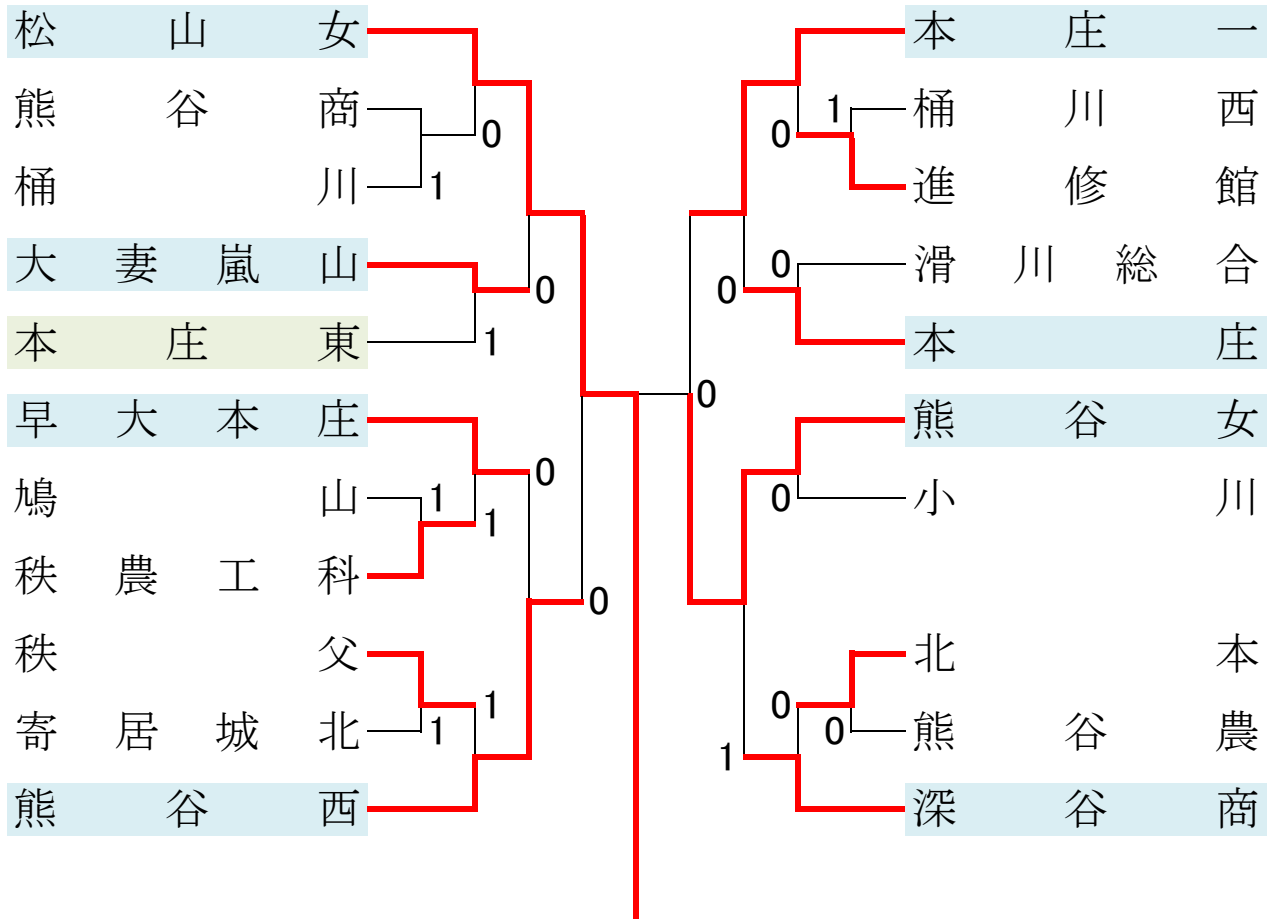 松山女
熊谷商
桶川
大妻嵐山
本庄東
早大本庄
鳩山
秩農工科
秩父
寄居城北
熊谷西
0
1
0
1
0
1
1
0
1
1
本庄一
桶川西
進修館
滑川総合
本庄
熊谷女
小川
北本
熊谷農
深谷商
1
0
0
0
0
0
0
0
1